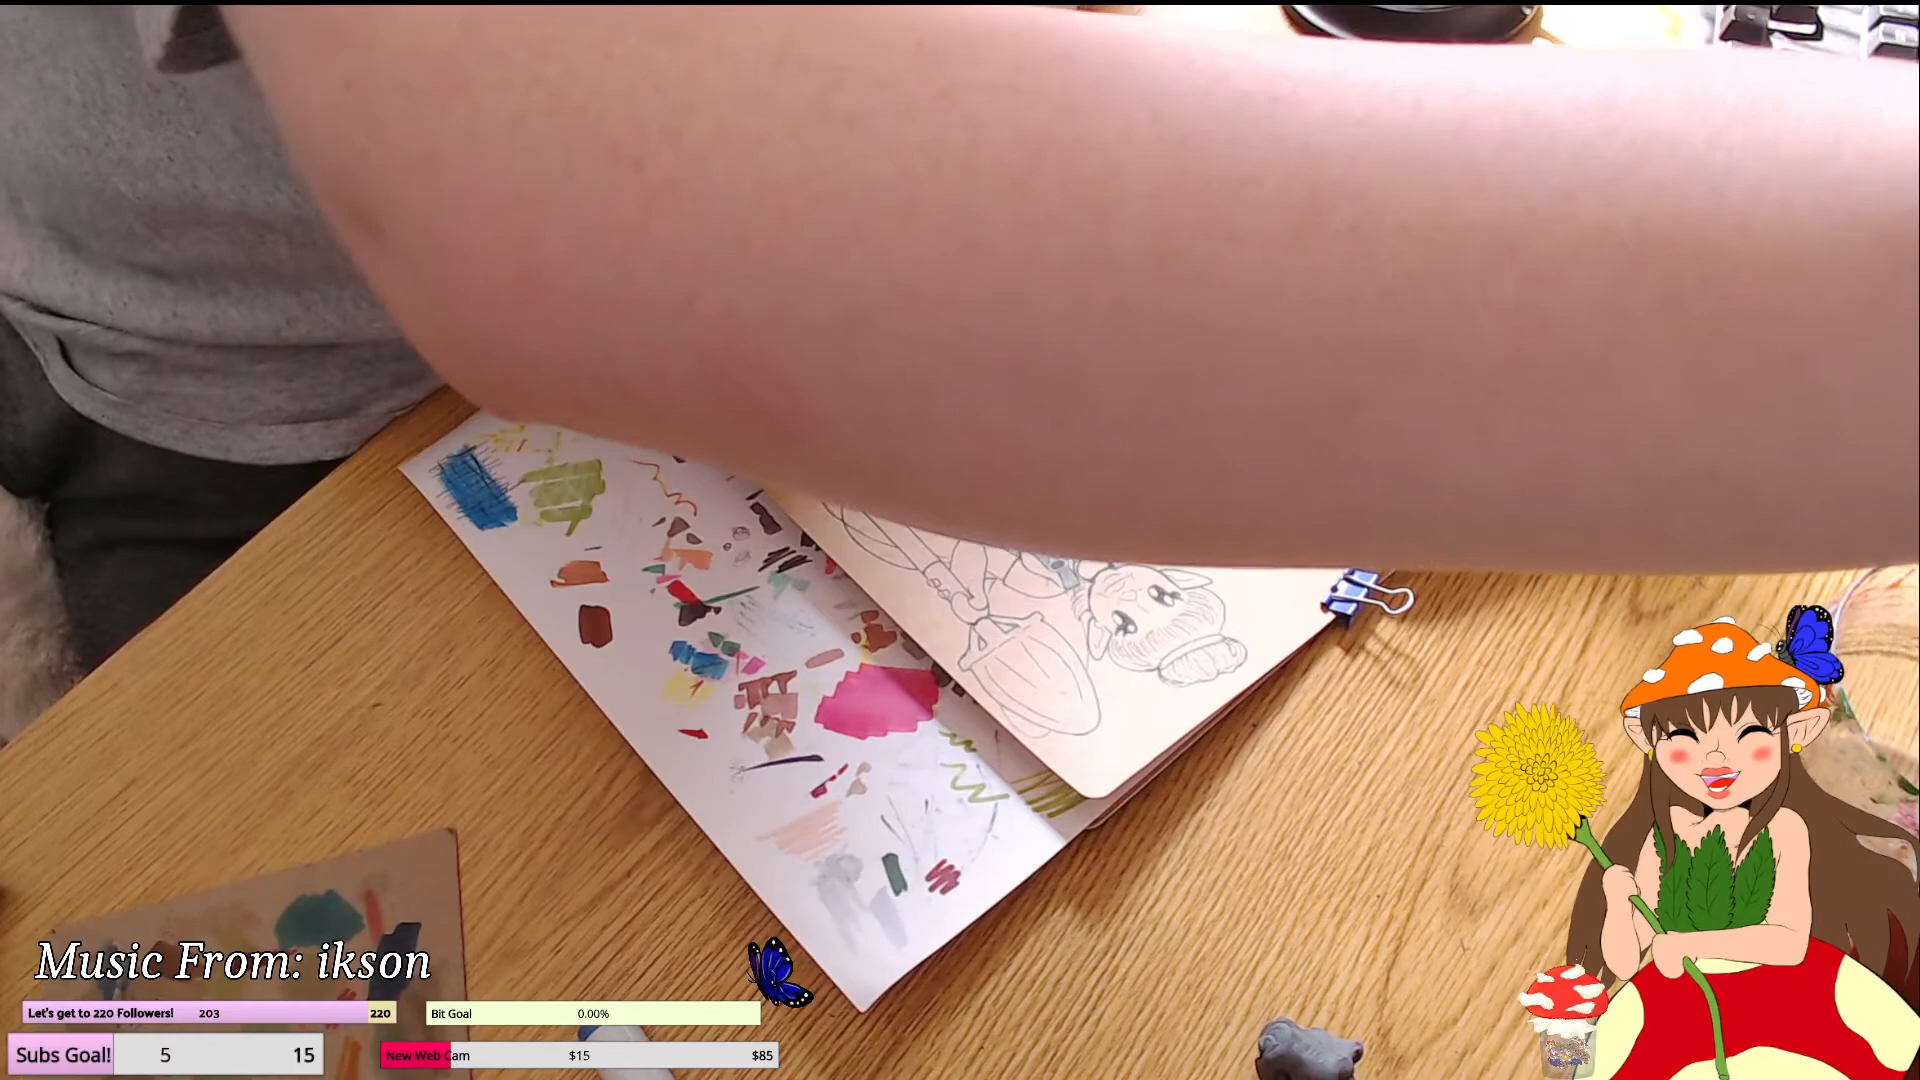 Music From: ikson
Let's get to 220 Followers! 203 220
Bit Goal 0.00%
Subs Goal! 5 15
New Web Cam $15 $85